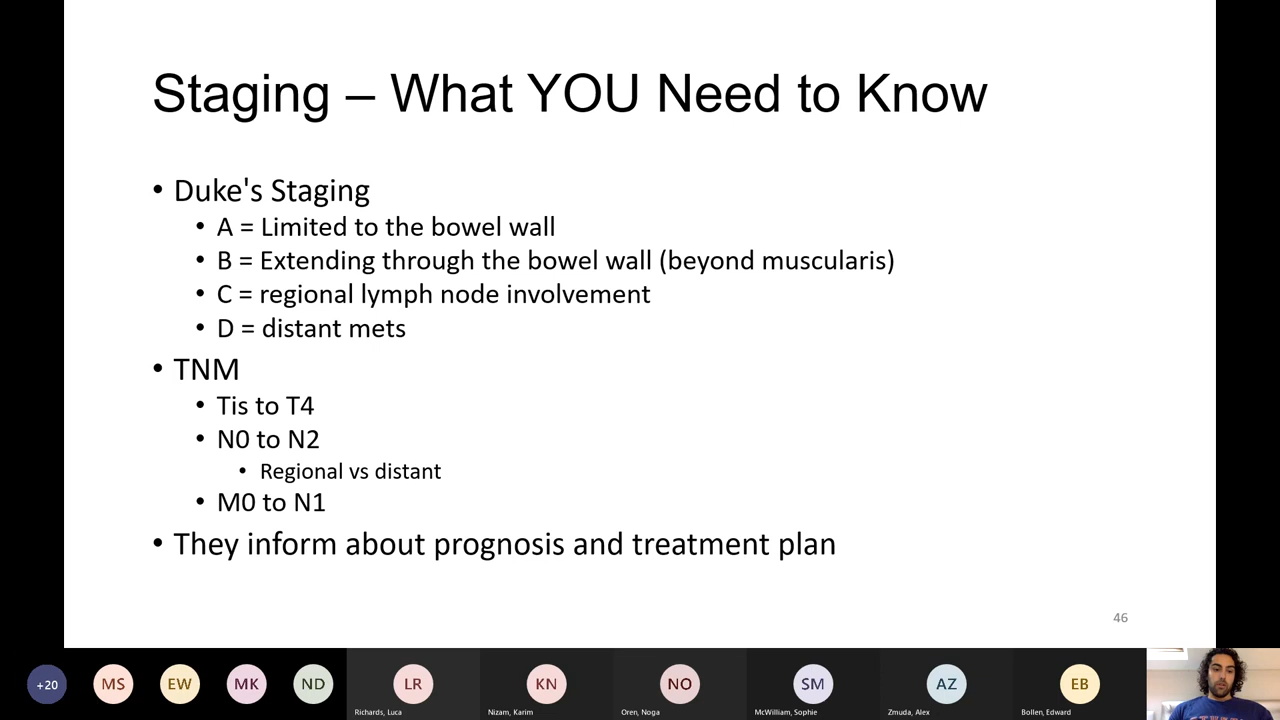 Staging – What YOU Need to Know
• Duke's Staging
• A = Limited to the bowel wall
• B = Extending through the bowel wall (beyond muscularis)
• C = regional lymph node involvement
• D = distant mets
• TNM
• Tis to T4
• N0 to N2
• Regional vs distant
• M0 to N1
• They inform about prognosis and treatment plan
46
+20 MS EW MK ND LR KN NO SM AZ EB
Richards, Luca Nizam, Karim Oren, Noga McWilliam, Sophie Zmuda, Alex Bollen, Edward